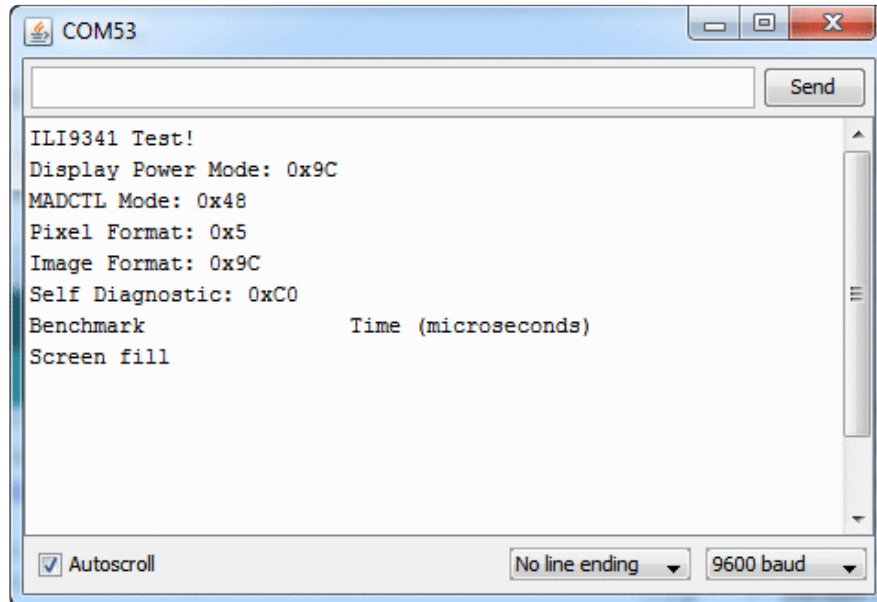 COM53
Send
ILI9341 Test!
Display Power Mode: 0x9C
MADCTL Mode: 0x48
Pixel Format: 0x5
Image Format: 0x9C
Self Diagnostic: 0xC0
Benchmark                Time (microseconds)
Screen fill
Autoscroll No line ending 9600 baud